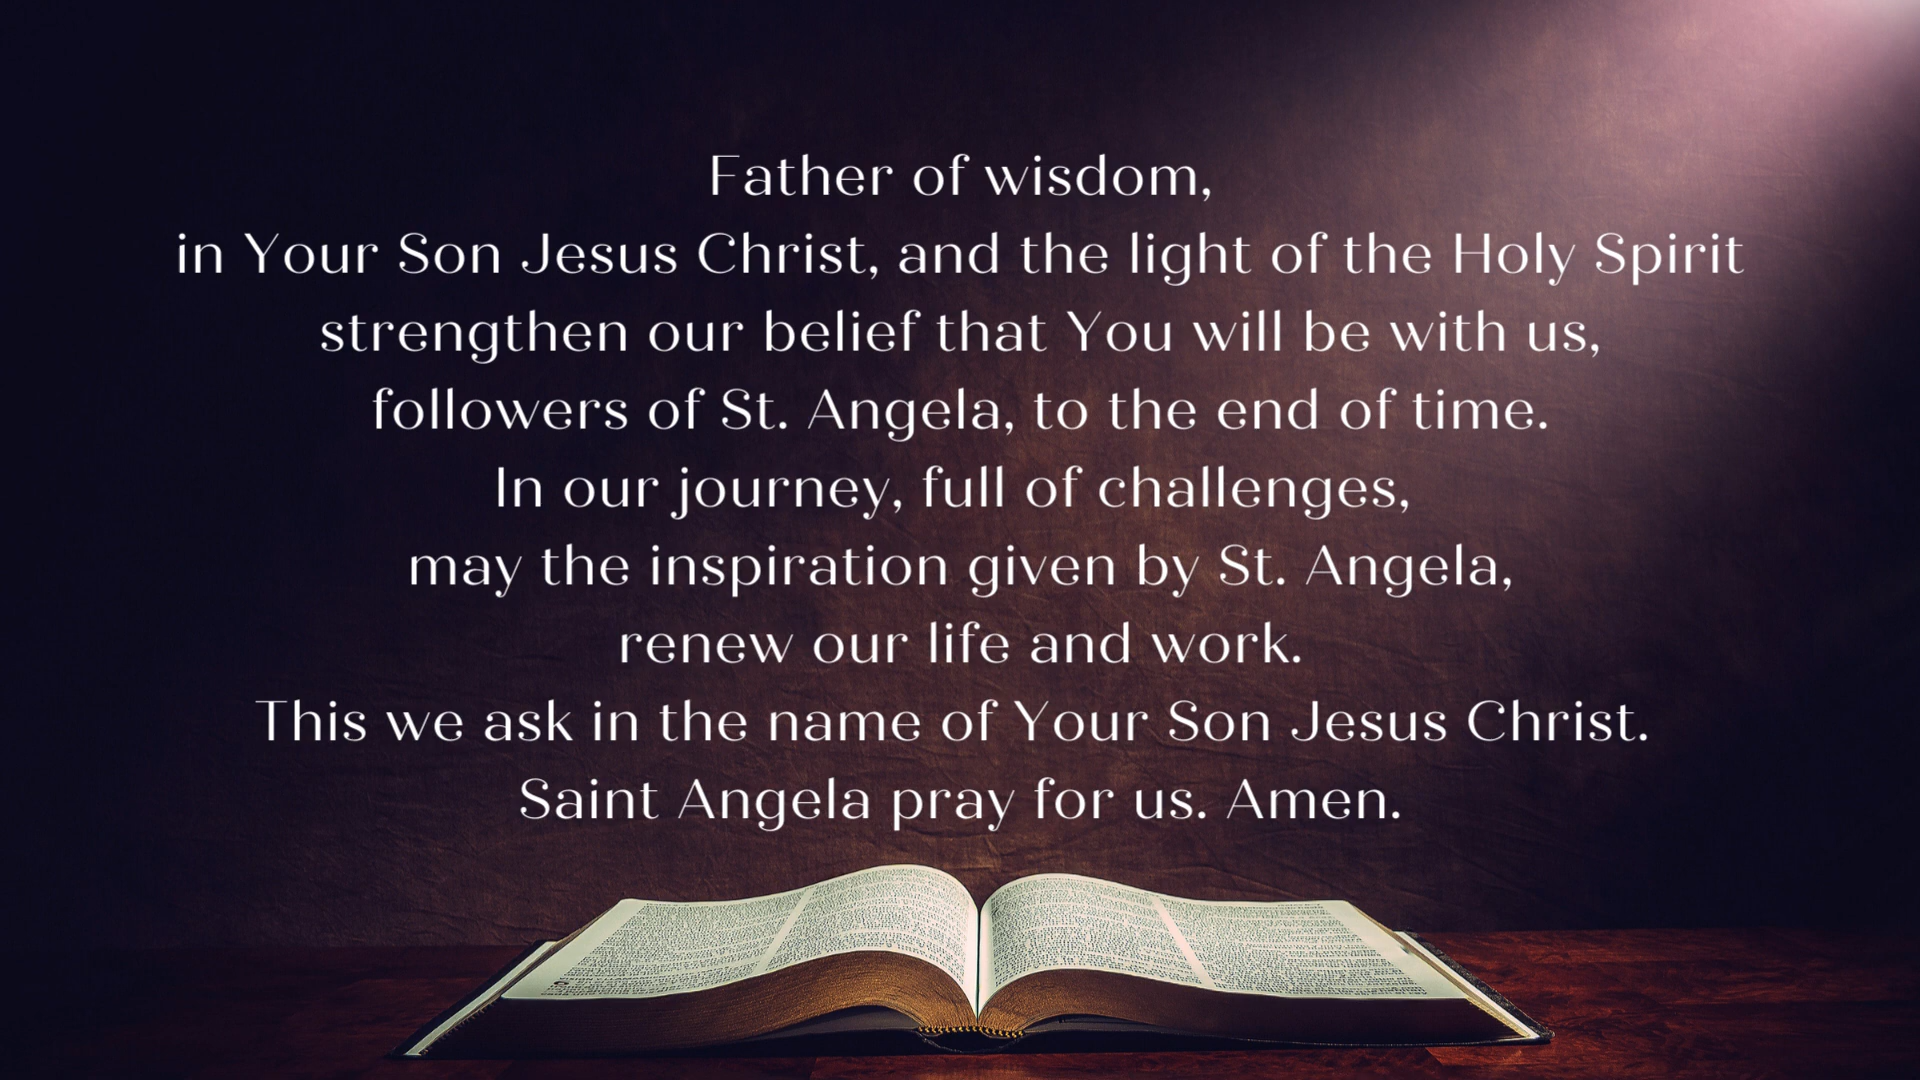 Father of wisdom,
in Your Son Jesus Christ, and the light of the Holy Spirit
strengthen our belief that You will be with us,
followers of St. Angela, to the end of time.
In our journey, full of challenges,
may the inspiration given by St. Angela,
renew our life and work.
This we ask in the name of Your Son Jesus Christ.
Saint Angela pray for us. Amen.